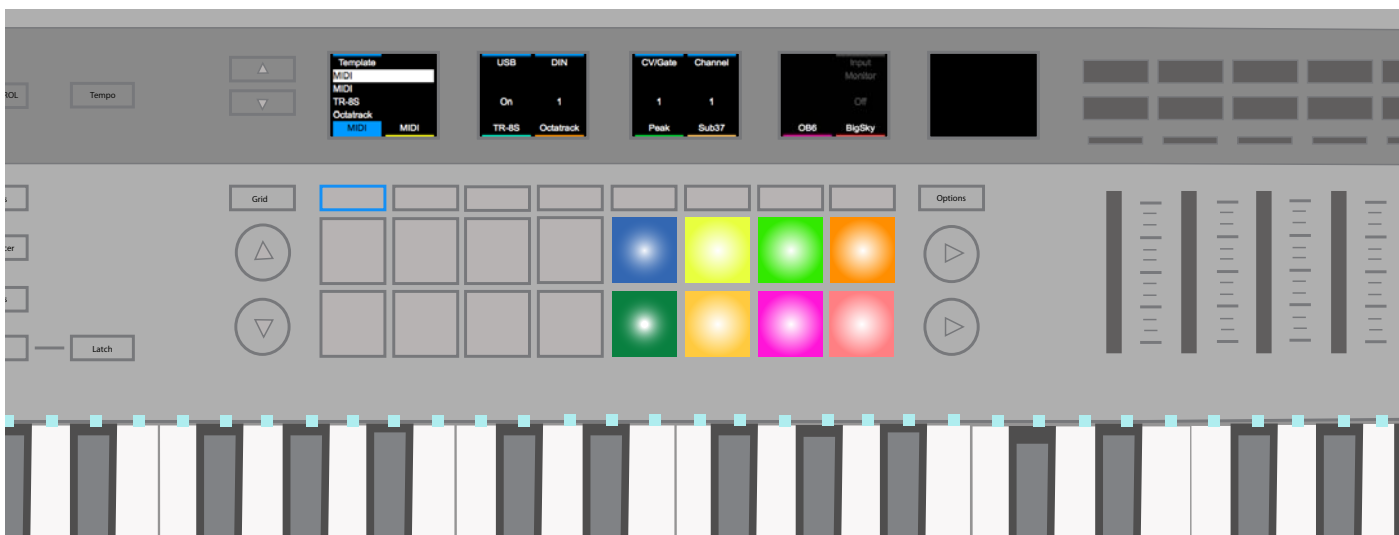 Tempo
Template
MIDI
MIDI
TR-8S
Octatrack
MIDI MIDI
USB DIN
On 1
TR-8S Octatrack
CV/Gate Channel
1 1
Peak Sub37
Input
Monitor
Off
OB6 BigSky
Grid
Options
Latch